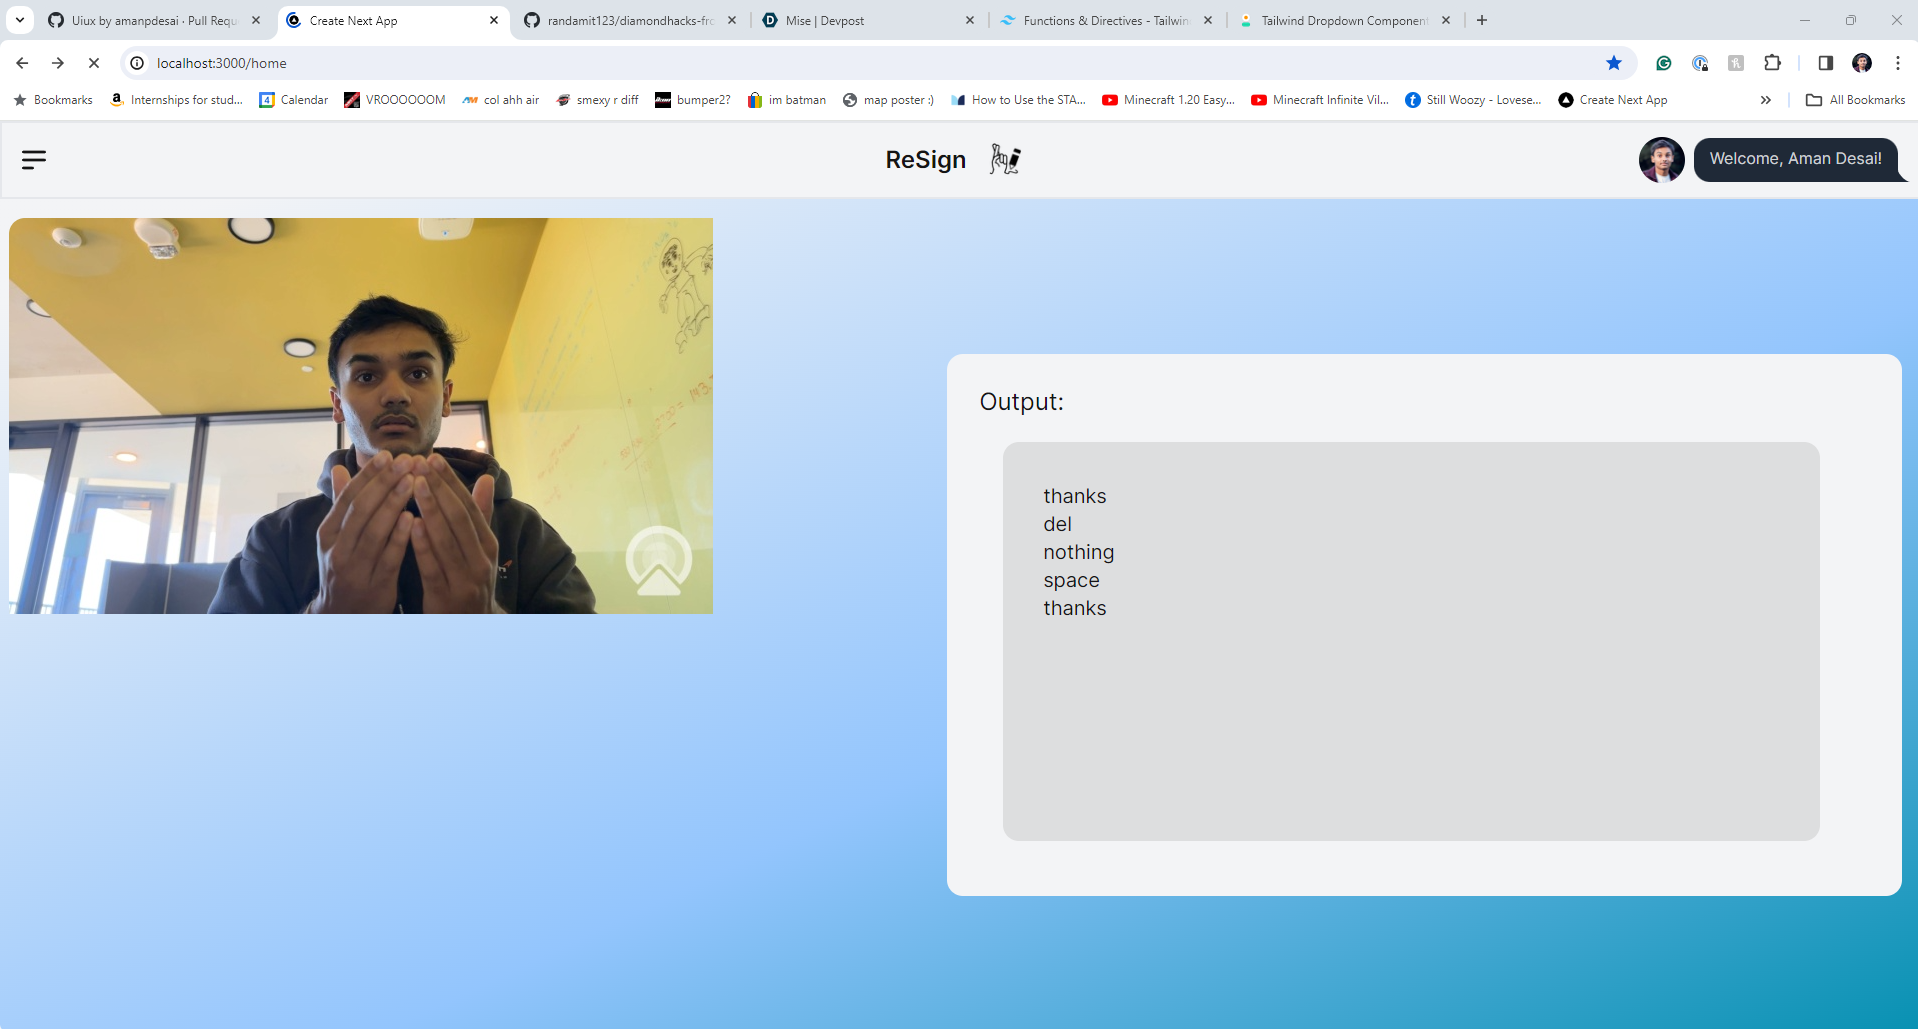 Uiux by amanpdesai · Pull Requ
Create Next App
randamit123/diamondhacks-fro
Mise | Devpost
Functions & Directives - Tailwin
Tailwind Dropdown Component
localhost:3000/home
Bookmarks
Internships for stud...
Calendar
VROOOOOOM
col ahh air
smexy r diff
bumper2?
im batman
map poster :)
How to Use the STA...
Minecraft 1.20 Easy...
Minecraft Infinite Vil...
Still Woozy - Lovese...
Create Next App
All Bookmarks
ReSign
Welcome, Aman Desai!
Output:
thanks
del
nothing
space
thanks